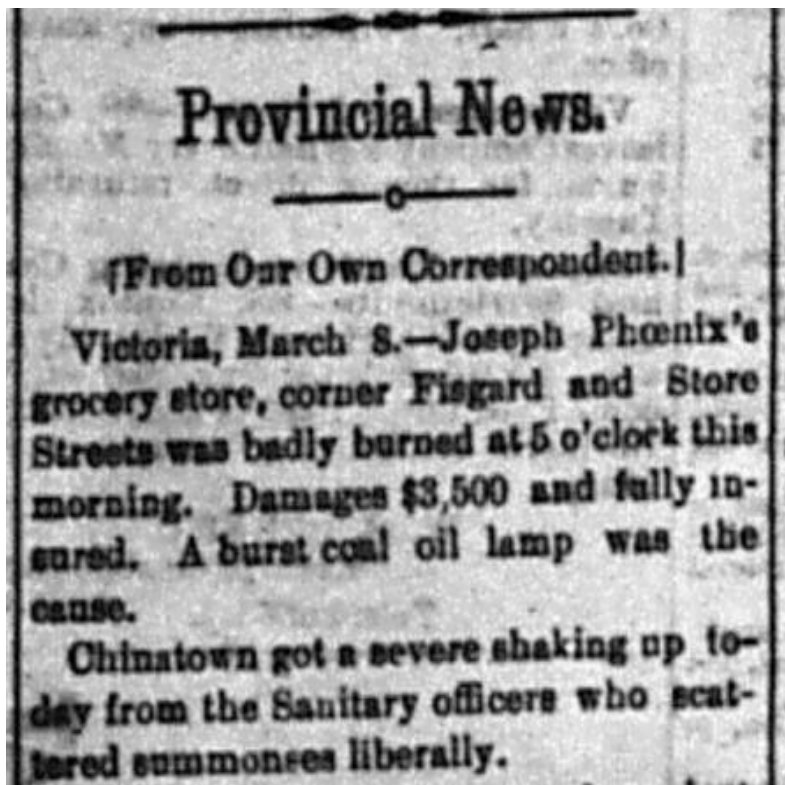 Provincial News.
[From Our Own Correspondent.]
Victoria, March 8.—Joseph Phœnix's
grocery store, corner Fisgard and Store
Streets was badly burned at 5 o'clock this
morning. Damages $3,500 and fully in-
sured. A burst coal oil lamp was the
cause.
Chinatown got a severe shaking up to-
day from the Sanitary officers who scat-
tered summonses liberally.